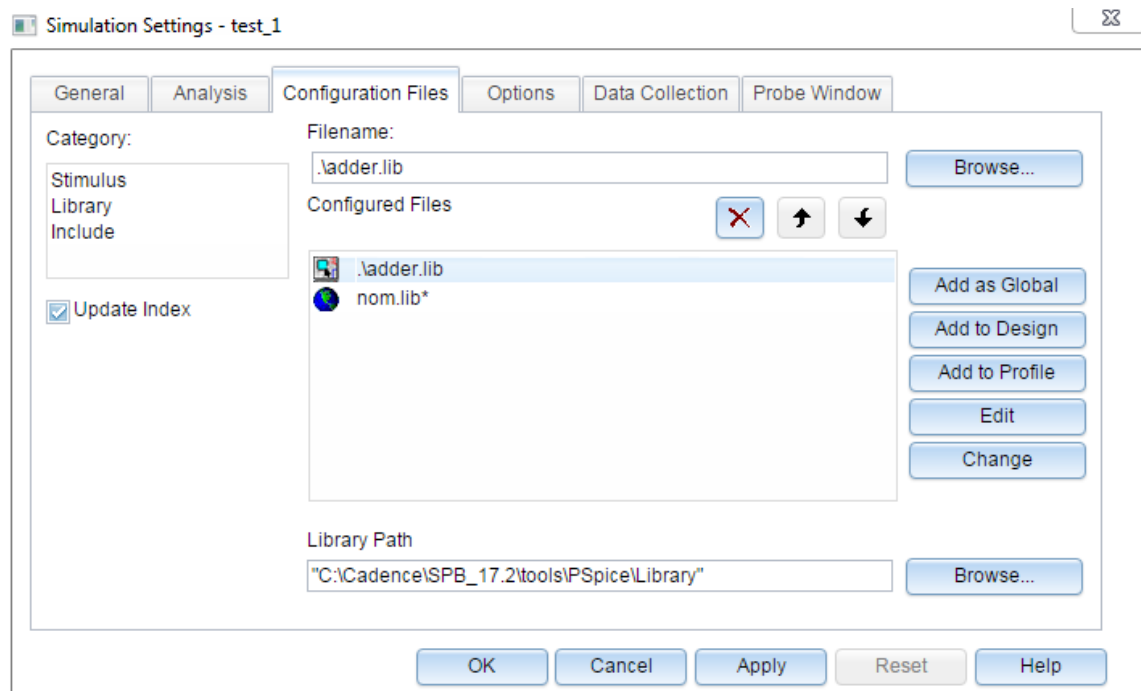 Simulation Settings - test_1
General Analysis Configuration Files Options Data Collection Probe Window
Category:
Stimulus
Library
Include
Update Index
Filename:
.\adder.lib
Browse...
Configured Files
.\adder.lib
nom.lib*
Add as Global
Add to Design
Add to Profile
Edit
Change
Library Path
"C:\Cadence\SPB_17.2\tools\PSpice\Library"
Browse...
OK Cancel Apply Reset Help